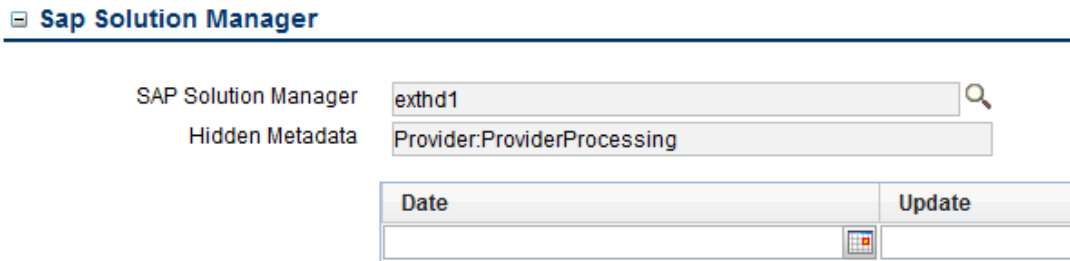 Sap Solution Manager
SAP Solution Manager exthd1
Hidden Metadata Provider:ProviderProcessing
Date Update